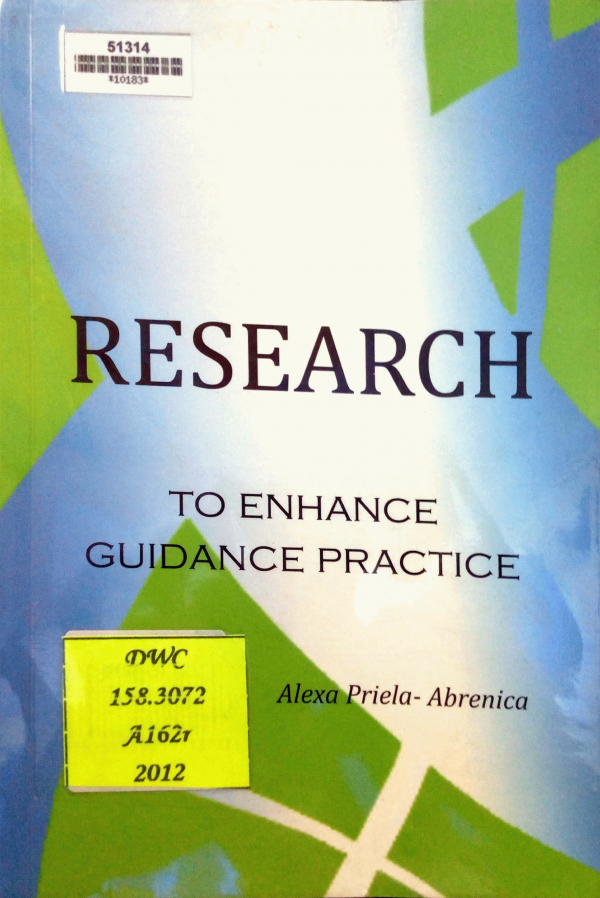 51314
*10183*
RESEARCH
TO ENHANCE
GUIDANCE PRACTICE
Alexa Priela- Abrenica
DWC
158.3072
A162r
2012